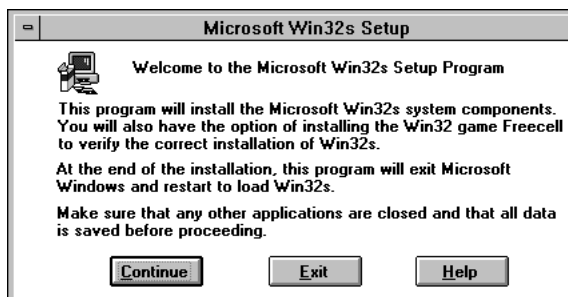 Microsoft Win32s Setup
Welcome to the Microsoft Win32s Setup Program
This program will install the Microsoft Win32s system components.
You will also have the option of installing the Win32 game Freecell
to verify the correct installation of Win32s.
At the end of the installation, this program will exit Microsoft
Windows and restart to load Win32s.
Make sure that any other applications are closed and that all data
is saved before proceeding.
Continue Exit Help